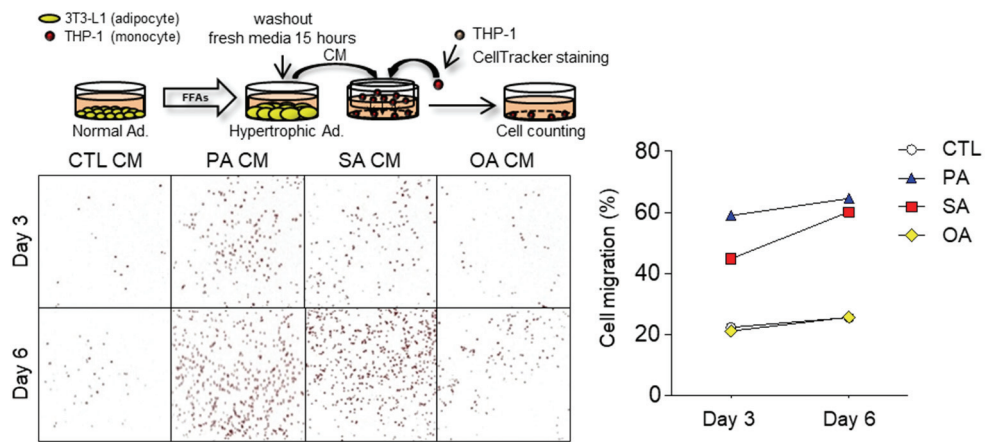 3T3-L1 (adipocyte)
THP-1 (monocyte)
washout
fresh media 15 hours
CM
THP-1
CellTracker staining
FFAs
Normal Ad.
Hypertrophic Ad.
Cell counting
CTL CM
PA CM
SA CM
OA CM
Day 3
Day 6
Cell migration (%)
80
60
40
20
0
Day 3
Day 6
CTL
PA
SA
OA